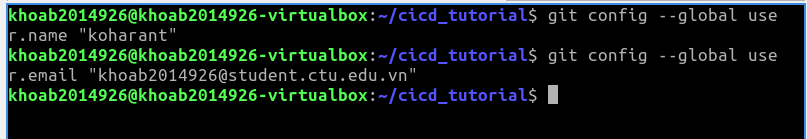 khoab2014926@khoab2014926-virtualbox:~/cicd_tutorial$ git config --global use
r.name "koharant"
khoab2014926@khoab2014926-virtualbox:~/cicd_tutorial$ git config --global use
r.email "khoab2014926@student.ctu.edu.vn"
khoab2014926@khoab2014926-virtualbox:~/cicd_tutorial$